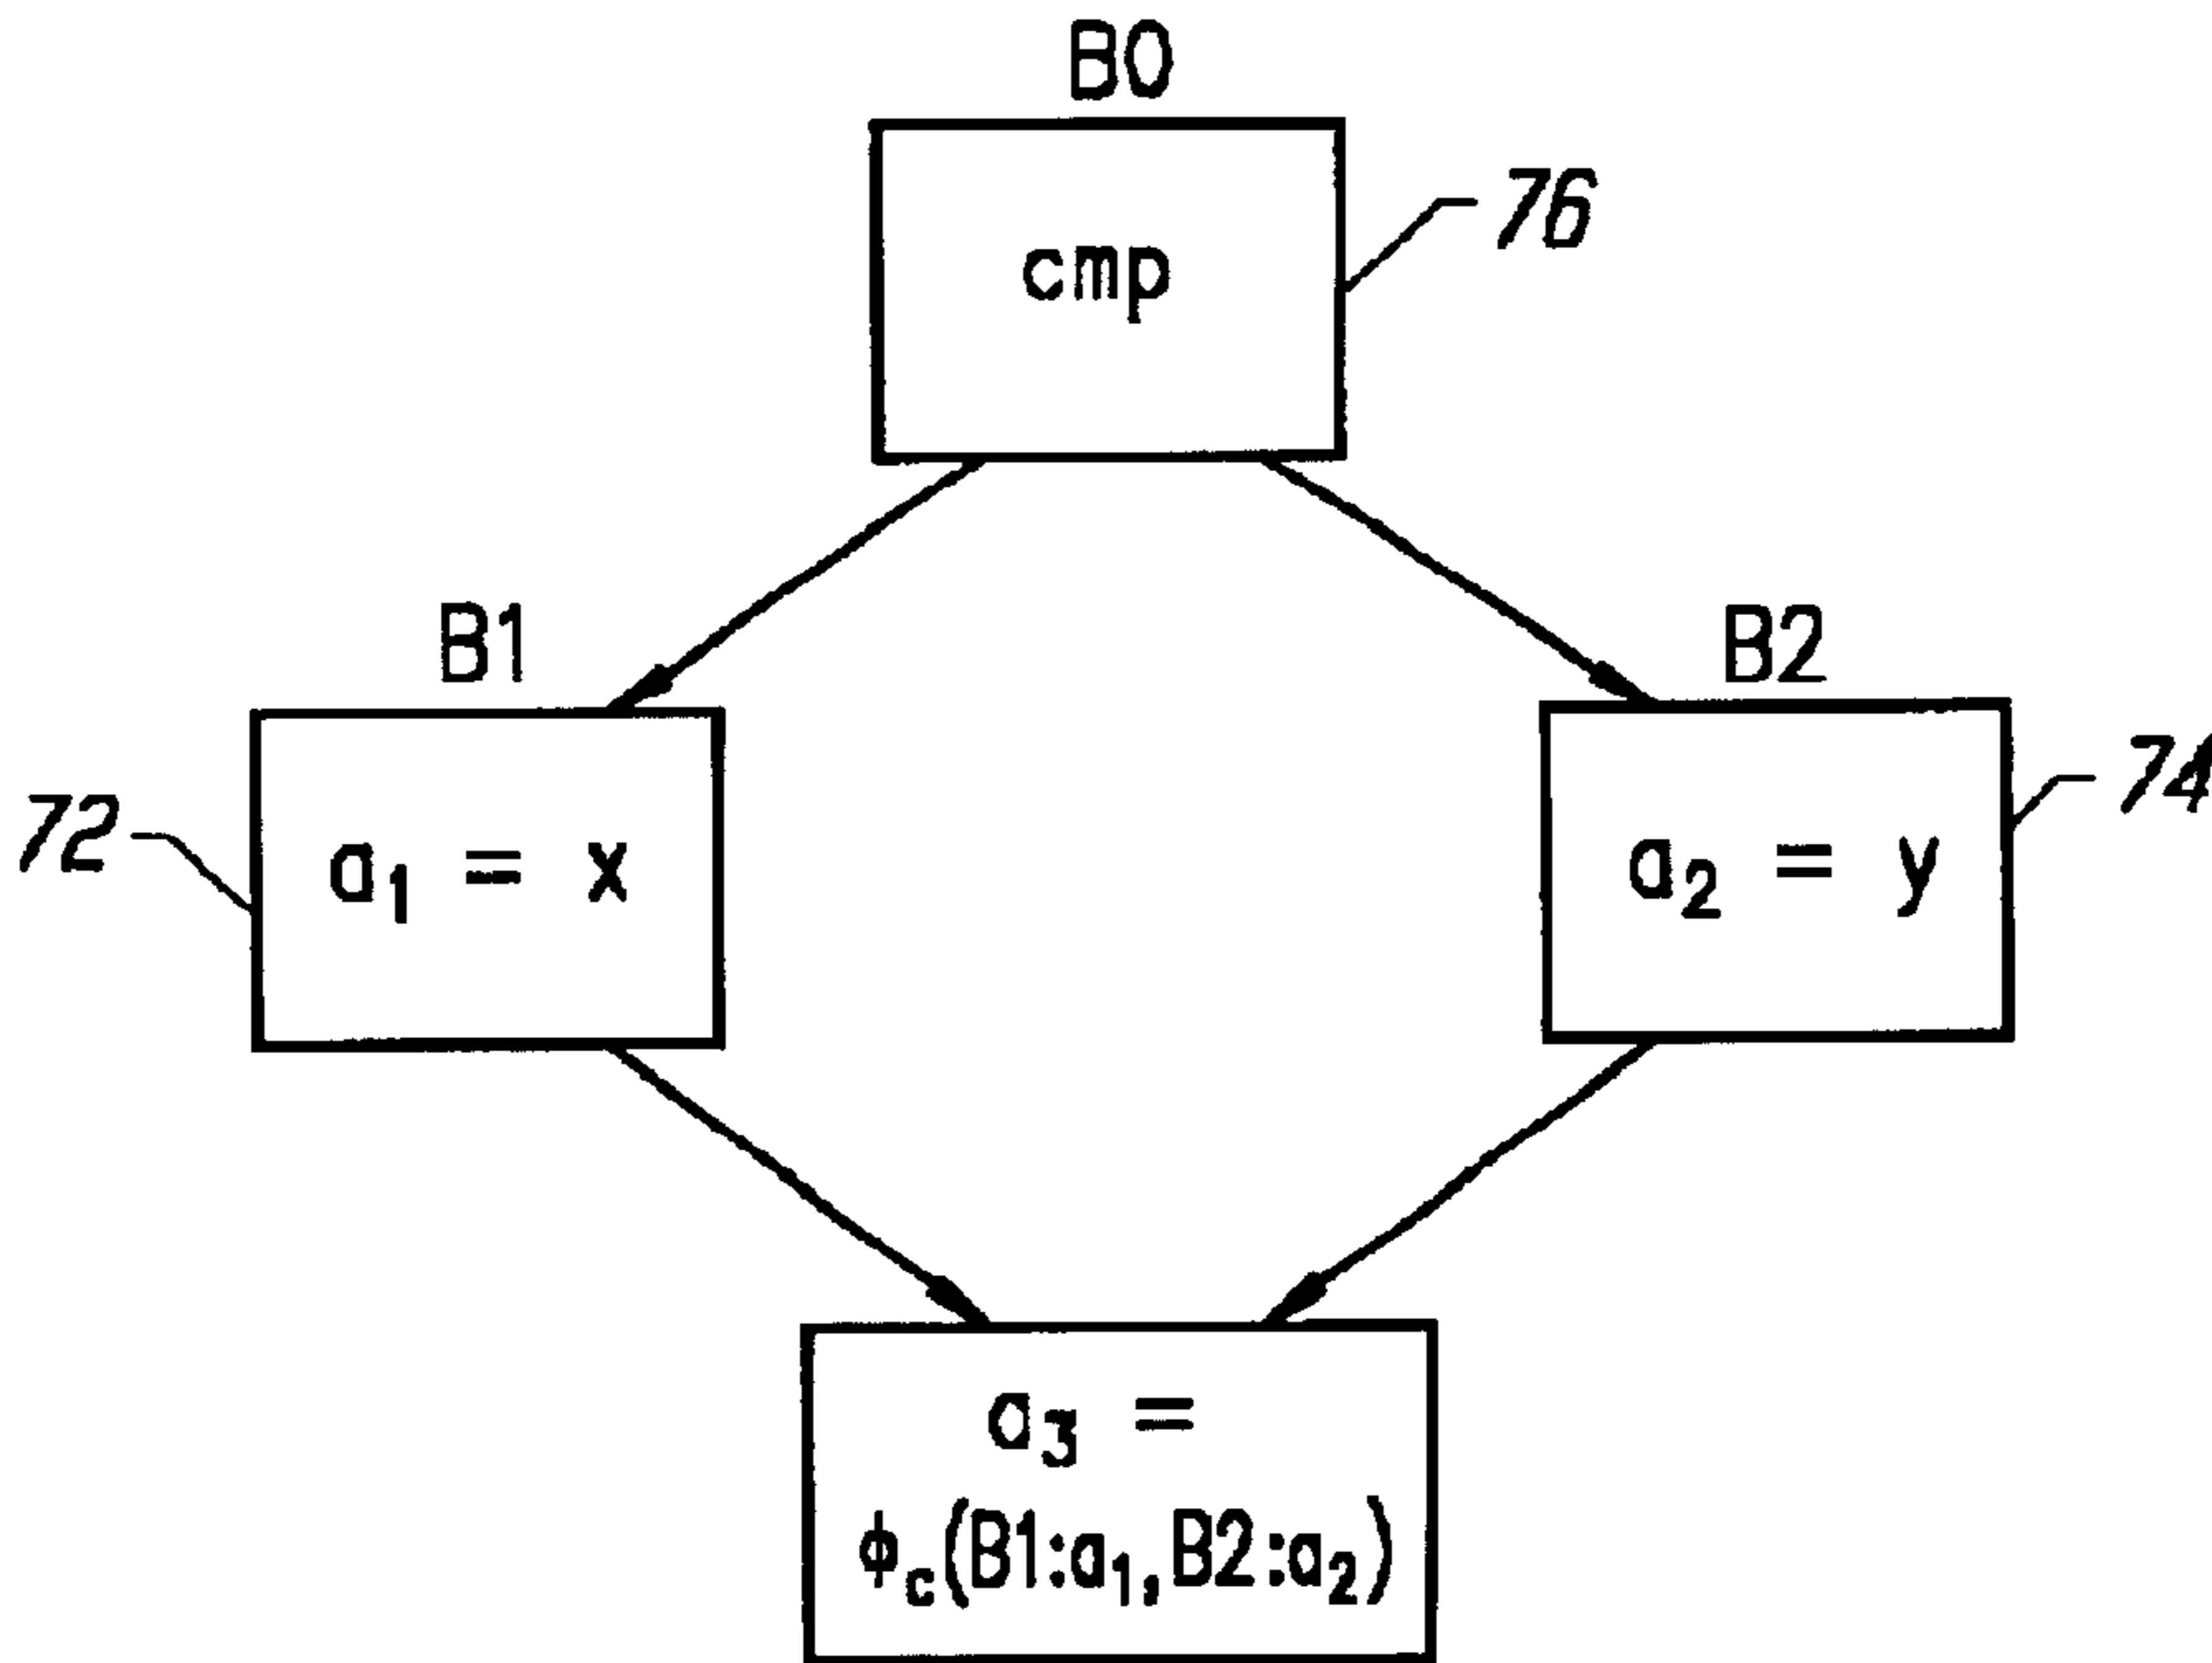 B0
cmp
76
B1
B2
72
a₁ = x
a₂ = y
74
a₃ =
ϕc(B1:a₁,B2:a₂)